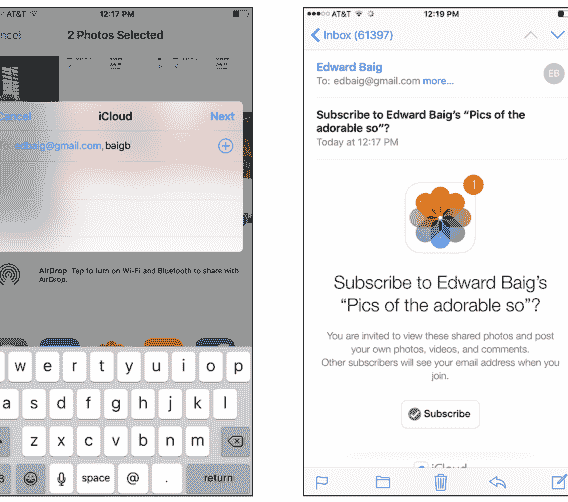 AT&T
12:17 PM
ncel
2 Photos Selected
Cancel
iCloud
Next
To: edbaig@gmail.com, baigb
AirDrop Tap to turn on Wi-Fi and Bluetooth to share with
AirDrop.
w e r t y u i o p
a s d f g h j k l
z x c v b n m
space @ . return
AT&T
12:19 PM
Inbox (61397)
Edward Baig
To: edbaig@gmail.com more...
EB
Subscribe to Edward Baig's "Pics of the
adorable so"?
Today at 12:17 PM
1
Subscribe to Edward Baig's
"Pics of the adorable so"?
You are invited to view these shared photos and post
your own photos, videos, and comments.
Other subscribers will see your email address when you
join.
Subscribe
iCloud